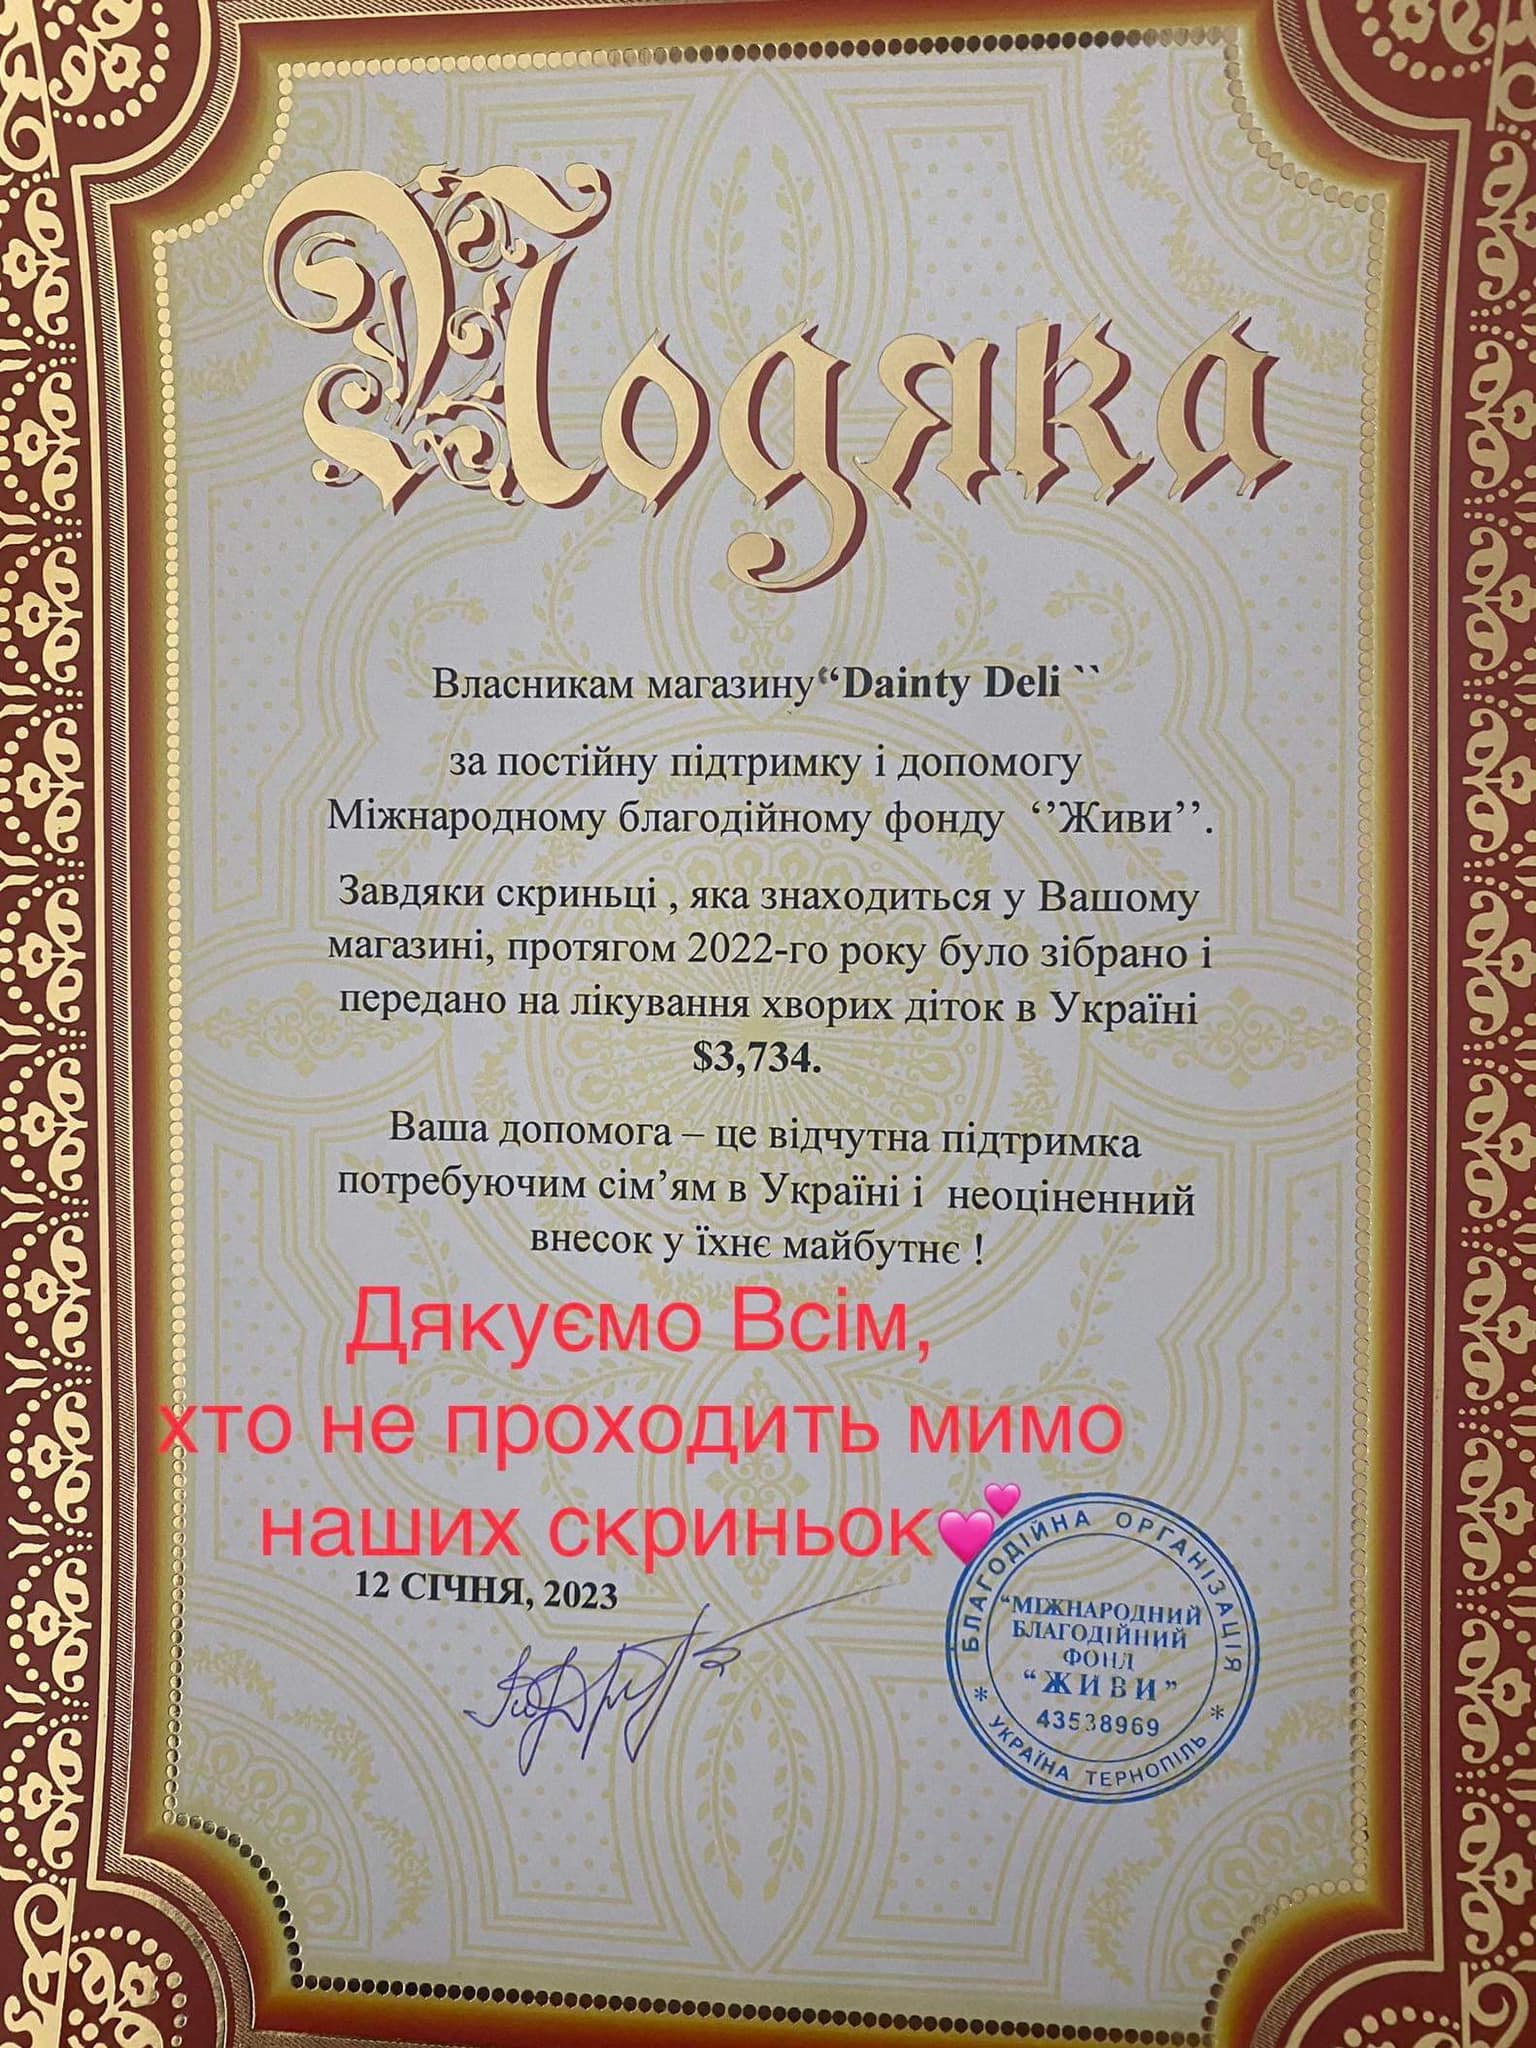 Подяка
Власникам магазину “Dainty Deli ``
за постійну підтримку і допомогу
Міжнародному благодійному фонду ‘’Живи’’.
Завдяки скриньці , яка знаходиться у Вашому
магазині, протягом 2022-го року було зібрано і
передано на лікування хворих діток в Україні
$3,734.
Ваша допомога – це відчутна підтримка
потребуючим сім’ям в Україні і неоціненний
внесок у їхнє майбутнє !
Дякуємо Всім,
хто не проходить мимо
наших скриньок💕
12 СІЧНЯ, 2023
БЛАГОДІЙНА ОРГАНІЗАЦІЯ
“МІЖНАРОДНИЙ
БЛАГОДІЙНИЙ
ФОНД
“ЖИВИ”
43538969
* УКРАЇНА ТЕРНОПІЛЬ *